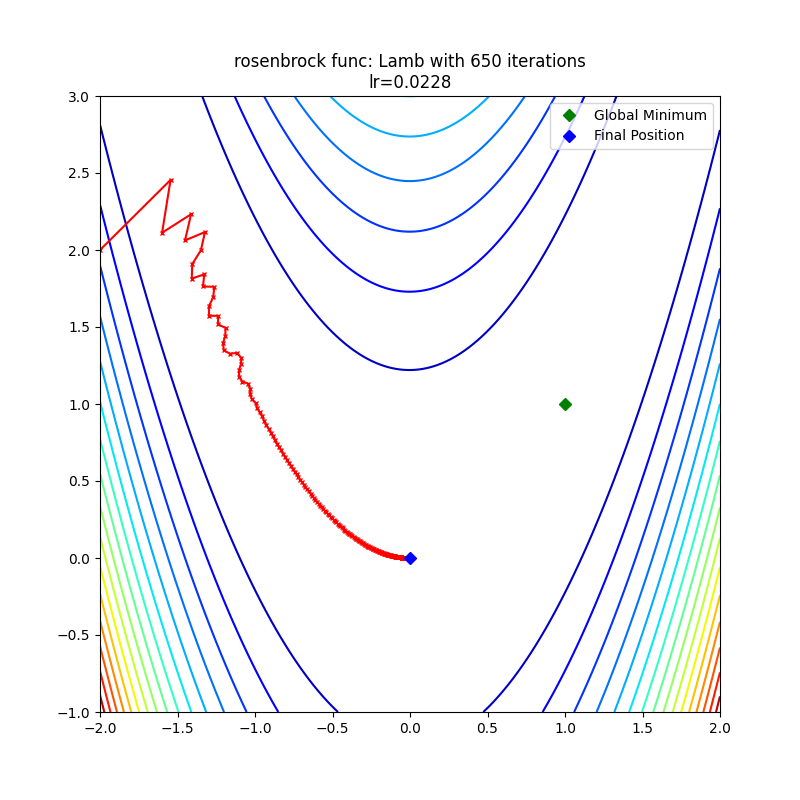 rosenbrock func: Lamb with 650 iterations
lr=0.0228
Global Minimum
Final Position
3.0
2.5
2.0
1.5
1.0
0.5
0.0
−0.5
−1.0
−2.0 −1.5 −1.0 −0.5 0.0 0.5 1.0 1.5 2.0